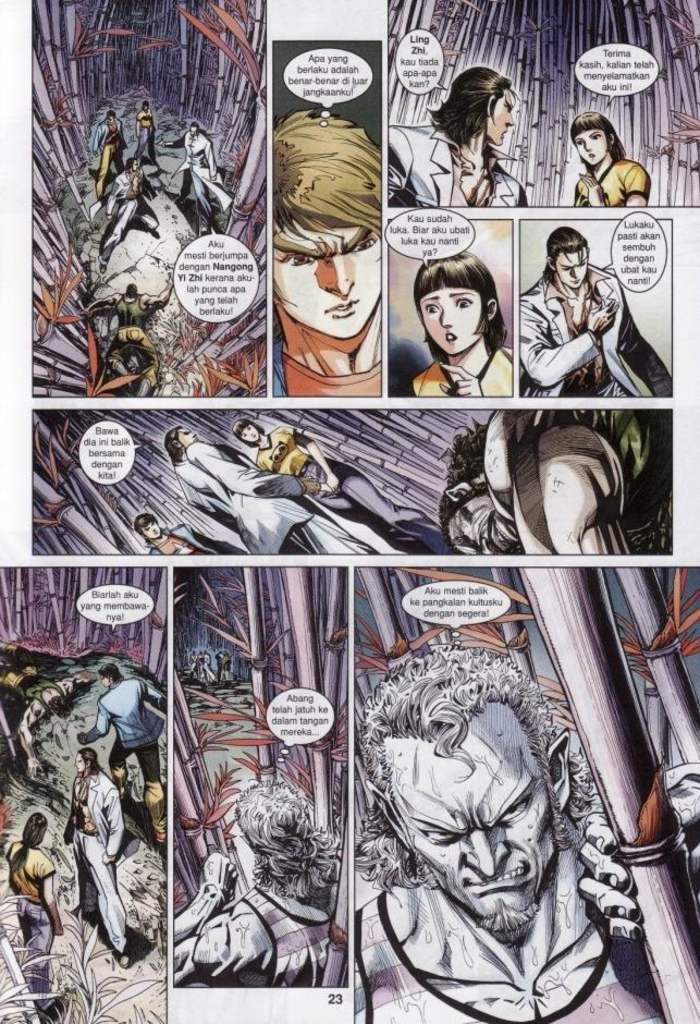 Aku
mesti berjumpa
dengan Nangong
Yi Zhi kerana aku-
lah punca apa
yang telah
berlaku!
Apa yang
berlaku adalah
benar-benar di luar
jangkaanku!
Ling
Zhi,
kau tiada
apa-apa
kan?
Terima
kasih, kalian telah
menyelamatkan
aku ini!
Kau sudah
luka. Biar aku ubati
luka kau nanti
ya?
Lukaku
pasti akan
sembuh
dengan
ubat kau
nanti!
Bawa
dia ini balik
bersama
dengan
kita!
Biarlah aku
yang membawa-
nya!
Abang
telah jatuh ke
dalam tangan
mereka...
Aku mesti balik
ke pangkalan kultusku
dengan segera!
23